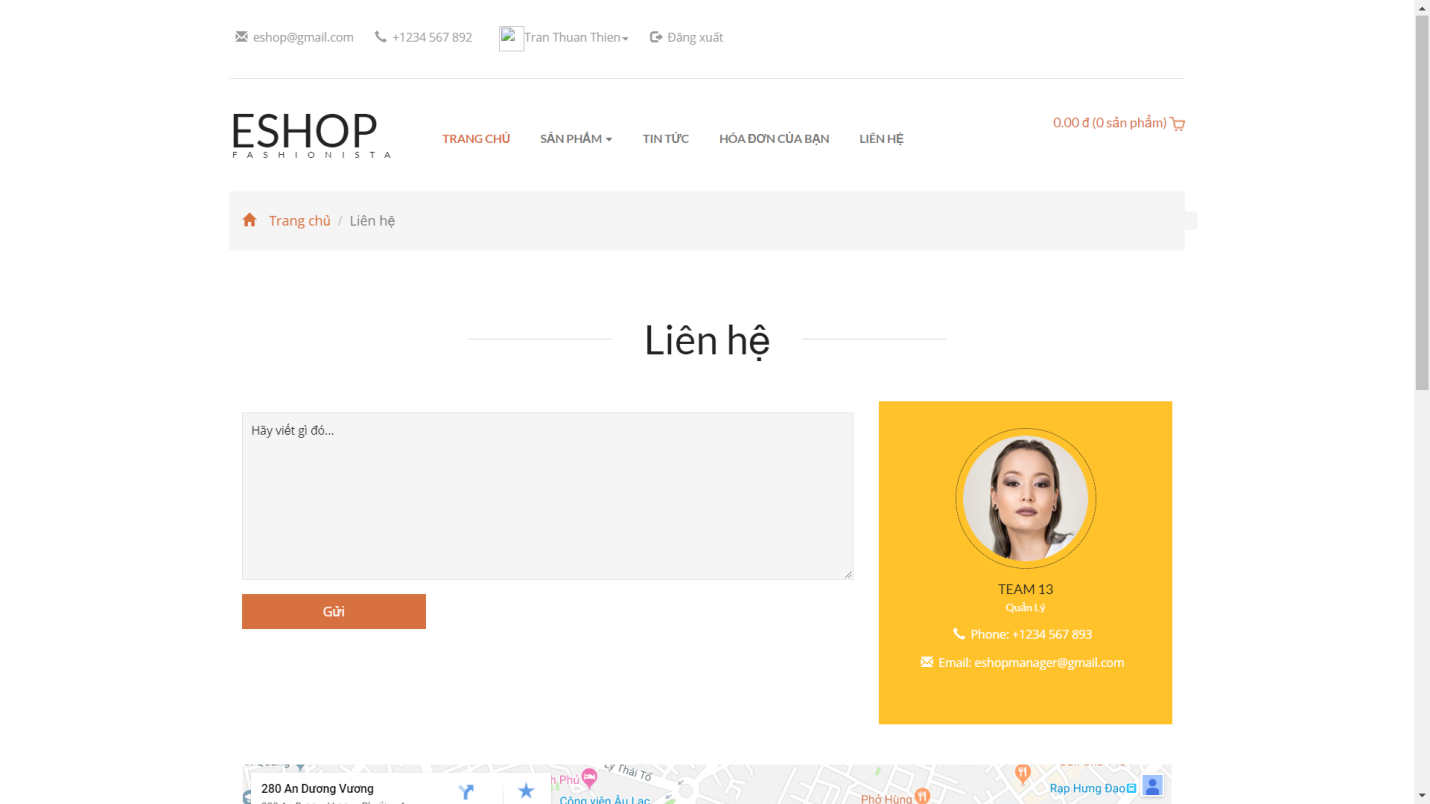 eshop@gmail.com +1234 567 892 Tran Thuan Thien Đăng xuất
ESHOP
FASHIONISTA
TRANG CHỦ SẢN PHẨM TIN TỨC HÓA ĐƠN CỦA BẠN LIÊN HỆ
0.00 đ (0 sản phẩm)
Trang chủ / Liên hệ
Liên hệ
Hãy viết gì đó...
Gửi
TEAM 13
Quản Lý
Phone: +1234 567 893
Email: eshopmanager@gmail.com
Lý Thái Tổ
280 An Dương Vương
h Phú
Công viên Âu Lạc
Phở Hùng
Rạp Hưng Đạo